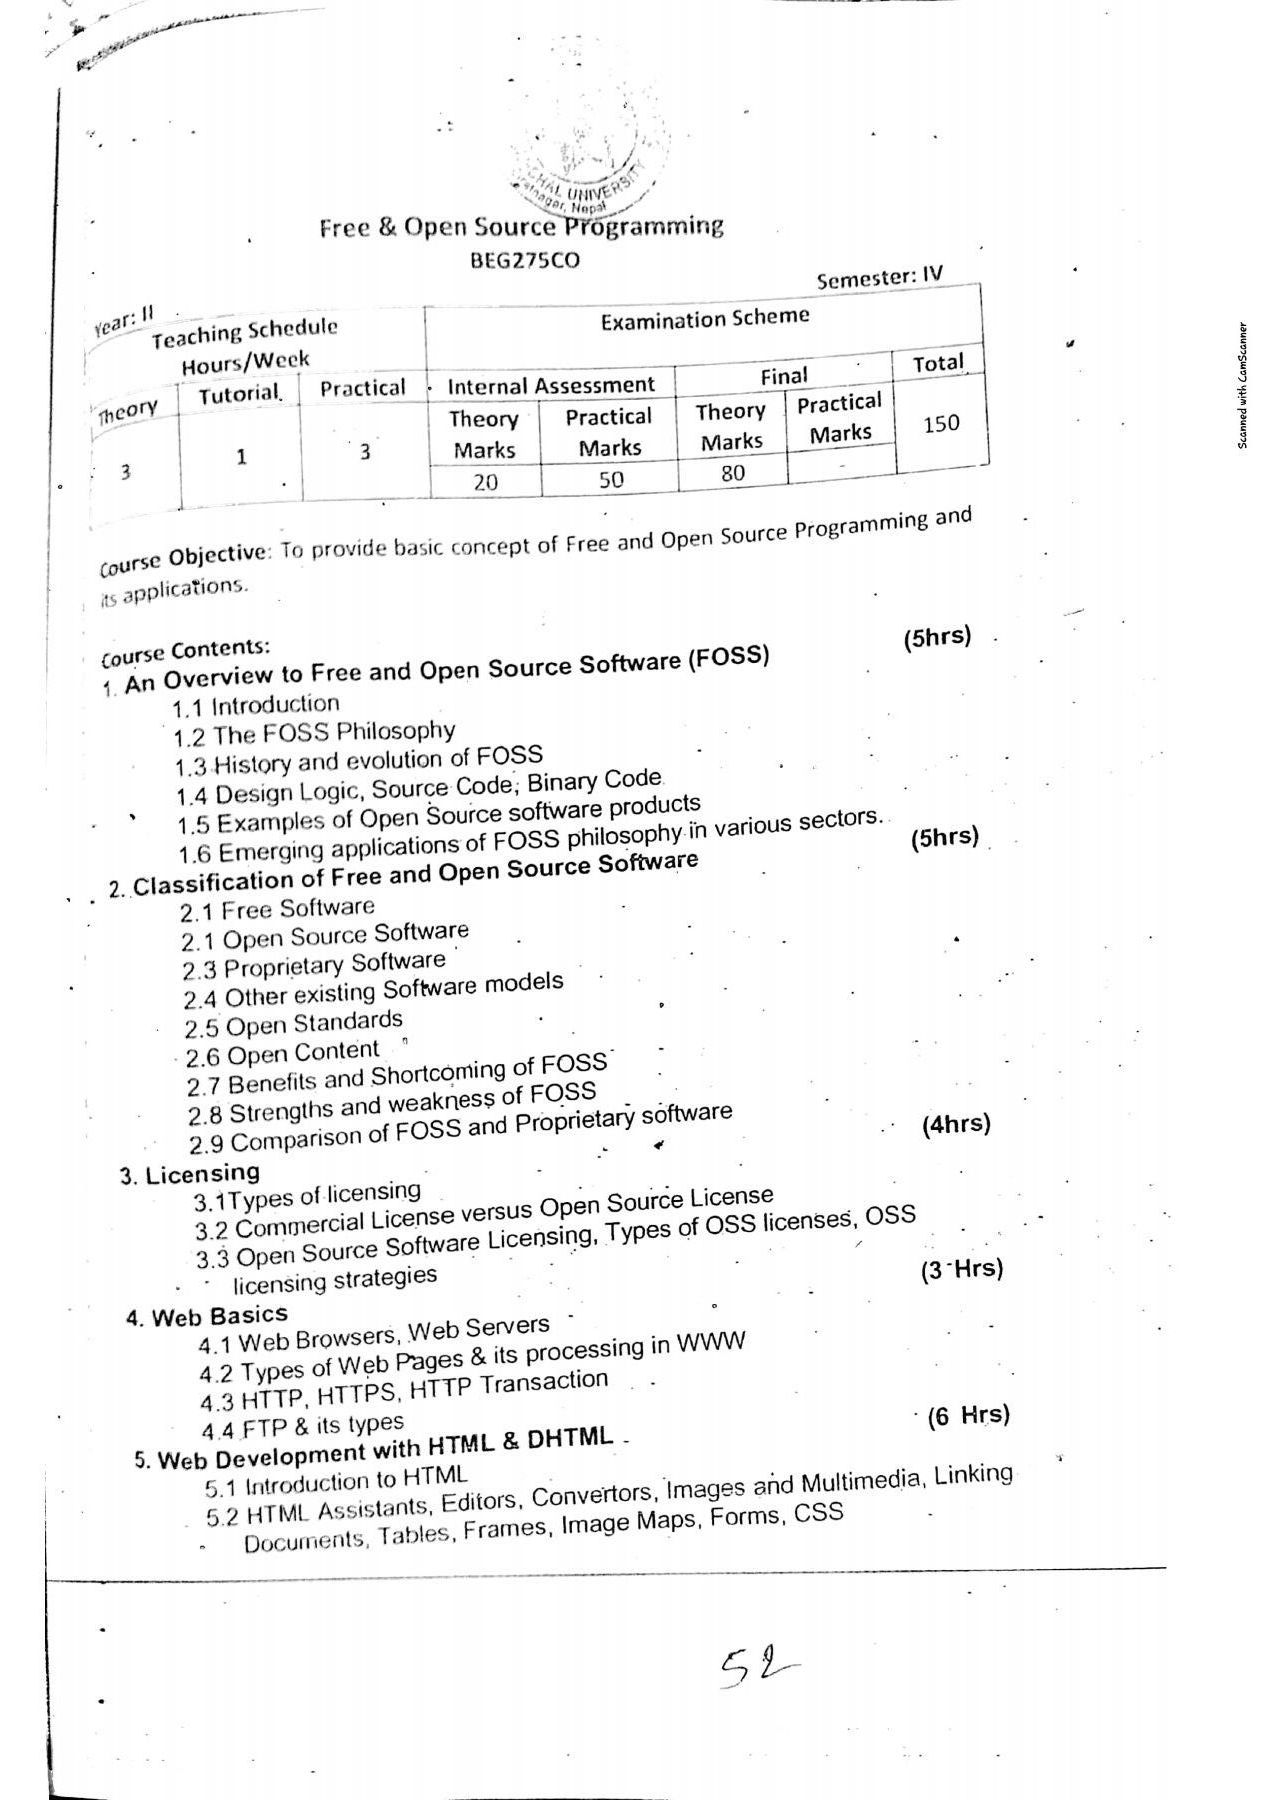 CHAL UNIVERSITY
ratnagar, Nepal
Free & Open Source Programming
BEG275CO
Year: II
Semester: IV
Teaching Schedule
Hours/Week
Examination Scheme
Theory
Tutorial
Practical
Internal Assessment
Final
Total
Theory Marks
Practical Marks
Theory Marks
Practical Marks
150
3
1
3
20
50
80
-
Course Objective: To provide basic concept of Free and Open Source Programming and
its applications.
Course Contents:
1. An Overview to Free and Open Source Software (FOSS) (5hrs)
1.1 Introduction
1.2 The FOSS Philosophy
1.3 History and evolution of FOSS
1.4 Design Logic, Source Code, Binary Code
1.5 Examples of Open Source software products
1.6 Emerging applications of FOSS philosophy in various sectors.
2. Classification of Free and Open Source Software (5hrs)
2.1 Free Software
2.1 Open Source Software
2.3 Proprietary Software
2.4 Other existing Software models
2.5 Open Standards
2.6 Open Content
2.7 Benefits and Shortcoming of FOSS
2.8 Strengths and weakness of FOSS
2.9 Comparison of FOSS and Proprietary software
3. Licensing (4hrs)
3.1Types of licensing
3.2 Commercial License versus Open Source License
3.3 Open Source Software Licensing, Types of OSS licenses, OSS
licensing strategies
4. Web Basics (3 Hrs)
4.1 Web Browsers, Web Servers
4.2 Types of Web Pages & its processing in WWW
4.3 HTTP, HTTPS, HTTP Transaction
4.4 FTP & its types
5. Web Development with HTML & DHTML (6 Hrs)
5.1 Introduction to HTML
5.2 HTML Assistants, Editors, Convertors, Images and Multimedia, Linking
Documents, Tables, Frames, Image Maps, Forms, CSS
52
Scanned with CamScanner